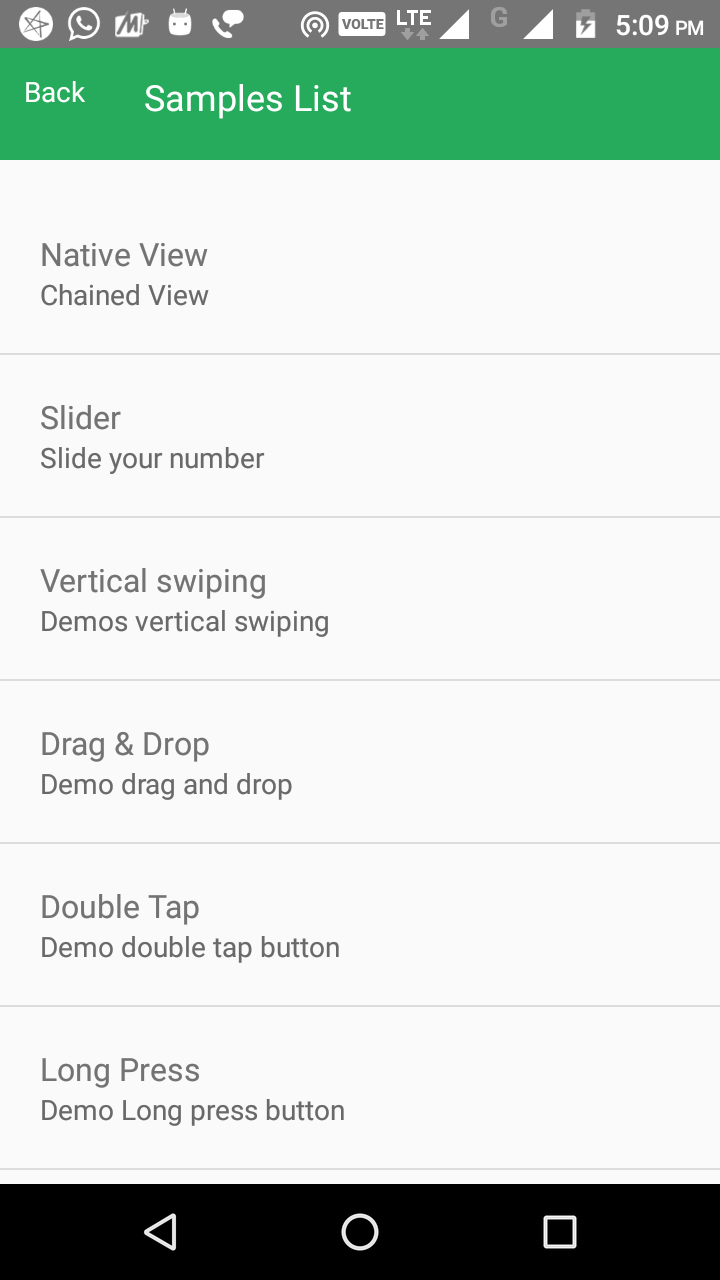 VOLTE LTE G 5:09 PM
Back Samples List
Native View
Chained View
Slider
Slide your number
Vertical swiping
Demos vertical swiping
Drag & Drop
Demo drag and drop
Double Tap
Demo double tap button
Long Press
Demo Long press button